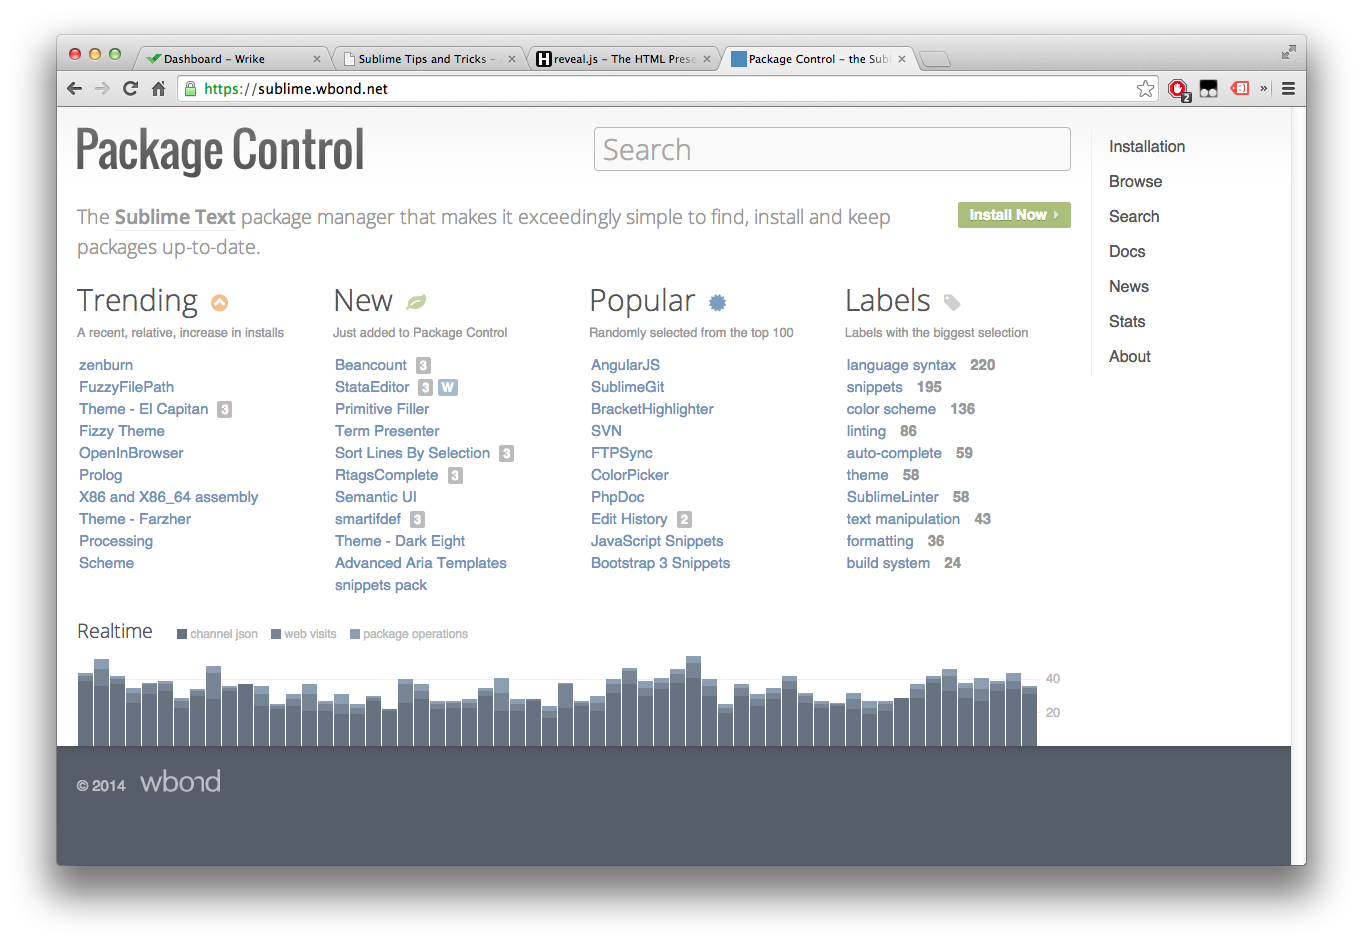 Dashboard – Wrike
Sublime Tips and Tricks –
reveal.js – The HTML Prese
Package Control – the Subl
https://sublime.wbond.net
2
Package Control
Search
The Sublime Text package manager that makes it exceedingly simple to find, install and keep
packages up-to-date.
Install Now
Installation
Browse
Search
Docs
News
Stats
About
Trending
A recent, relative, increase in installs
zenburn
FuzzyFilePath
Theme - El Capitan 3
Fizzy Theme
OpenInBrowser
Prolog
X86 and X86_64 assembly
Theme - Farzher
Processing
Scheme
New
Just added to Package Control
Beancount 3
StataEditor 3 W
Primitive Filler
Term Presenter
Sort Lines By Selection 3
RtagsComplete 3
Semantic UI
smartifdef 3
Theme - Dark Eight
Advanced Aria Templates
snippets pack
Popular
Randomly selected from the top 100
AngularJS
SublimeGit
BracketHighlighter
SVN
FTPSync
ColorPicker
PhpDoc
Edit History 2
JavaScript Snippets
Bootstrap 3 Snippets
Labels
Labels with the biggest selection
language syntax 220
snippets 195
color scheme 136
linting 86
auto-complete 59
theme 58
SublimeLinter 58
text manipulation 43
formatting 36
build system 24
Realtime channel json web visits package operations
40
20
© 2014 wbond